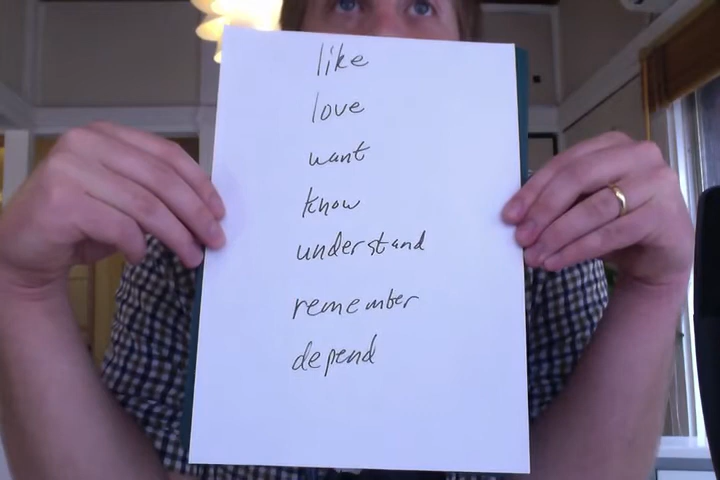 like
love
want
know
understand
remember
depend